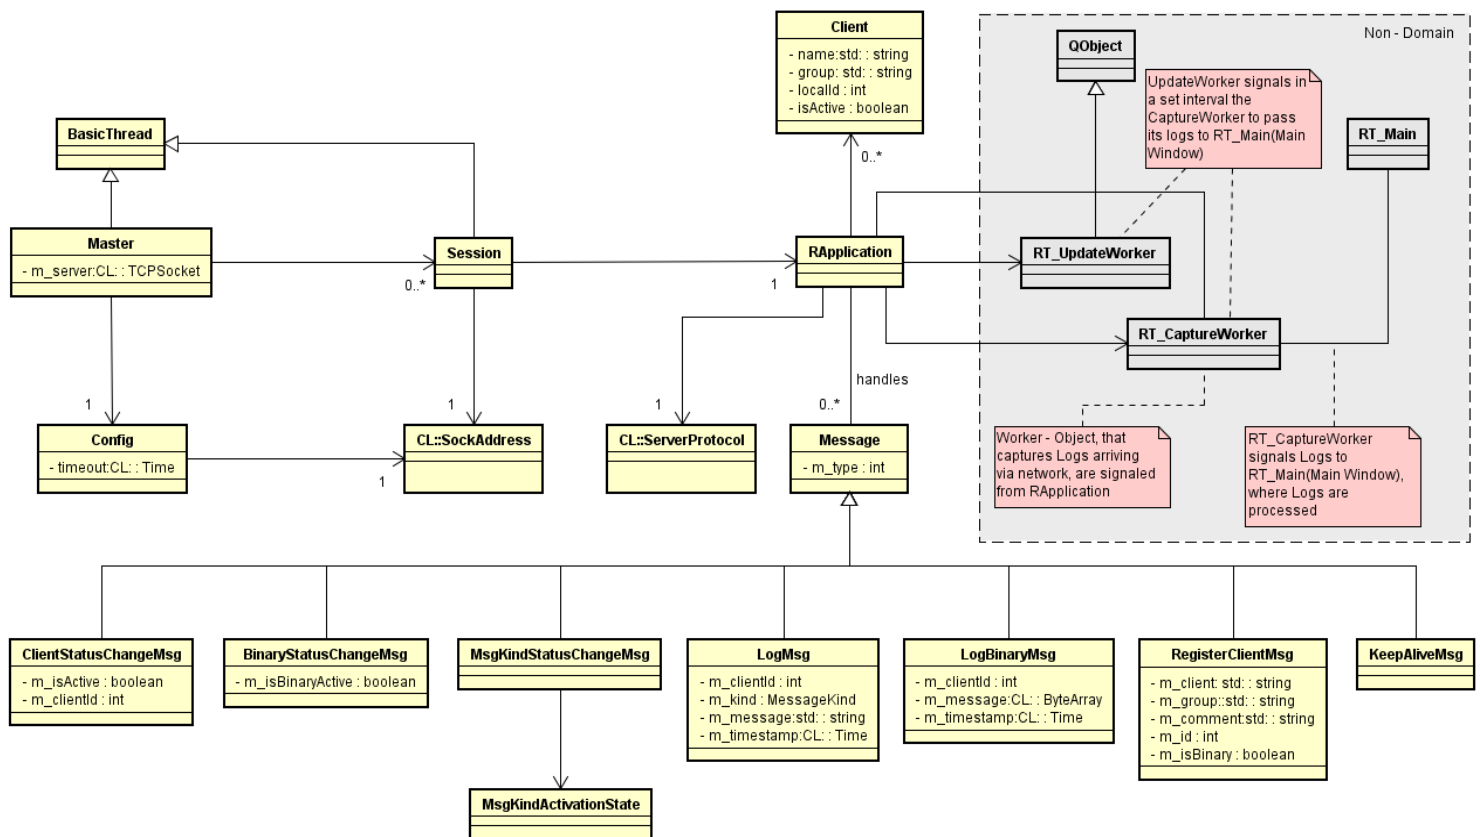 Client
- name:std: : string
- group: std: : string
- localId : int
- isActive : boolean
0..*
Non - Domain
QObject
UpdateWorker signals in
a set interval the
CaptureWorker to pass
its logs to RT_Main(Main
Window)
RT_Main
BasicThread
Master
- m_server:CL: : TCPSocket
Session
0..*
RApplication
1
RT_UpdateWorker
RT_CaptureWorker
handles
0..*
1
Config
- timeout:CL: : Time
1
1
CL::SockAddress
1
CL::ServerProtocol
Message
- m_type : int
Worker - Object, that
captures Logs arriving
via network, are signaled
from RApplication
RT_CaptureWorker
signals Logs to
RT_Main(Main Window),
where Logs are
processed
ClientStatusChangeMsg
- m_isActive : boolean
- m_clientId : int
BinaryStatusChangeMsg
- m_isBinaryActive : boolean
MsgKindStatusChangeMsg
LogMsg
- m_clientId : int
- m_kind : MessageKind
- m_message:std: : string
- m_timestamp:CL: : Time
LogBinaryMsg
- m_clientId : int
- m_message:CL: : ByteArray
- m_timestamp:CL: : Time
RegisterClientMsg
- m_client: std: : string
- m_group::std: : string
- m_comment:std: : string
- m_id : int
- m_isBinary : boolean
KeepAliveMsg
MsgKindActivationState